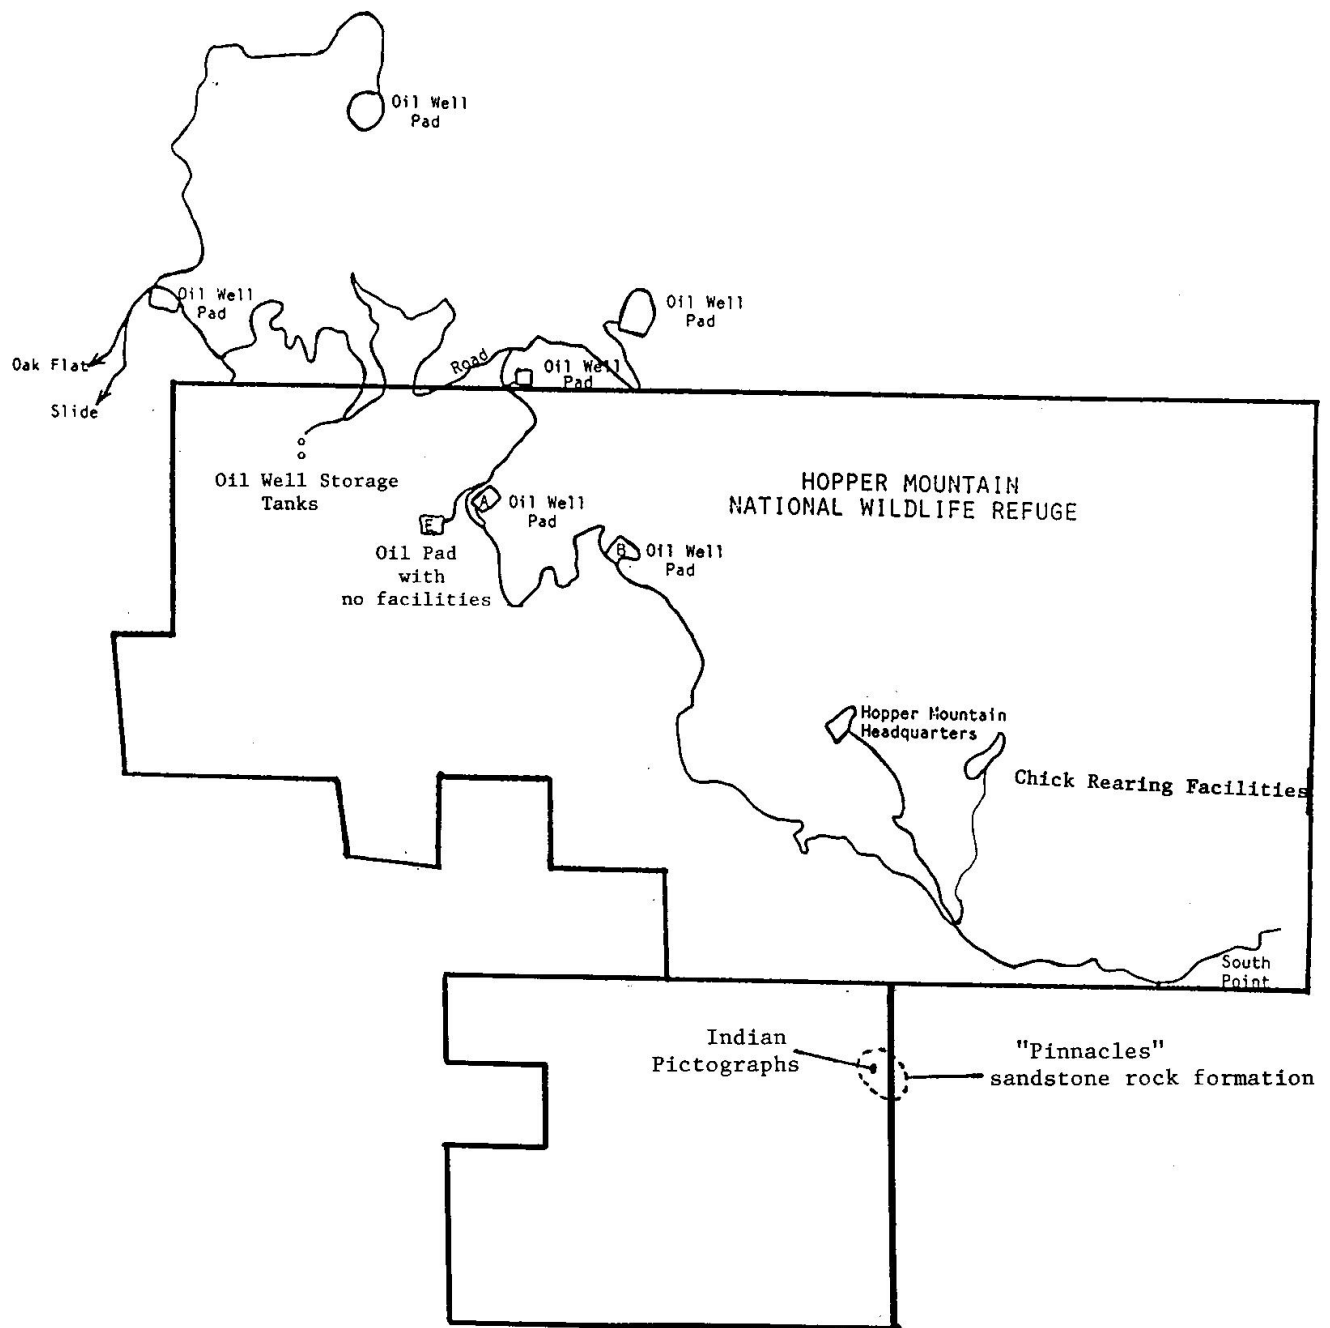 Oil Well
Pad
Oil Well
Pad
Oil Well
Pad
Oak Flat
Slide
Road
Oil Well
Pad
Oil Well Storage
Tanks
HOPPER MOUNTAIN
NATIONAL WILDLIFE REFUGE
A
Oil Well
Pad
E
Oil Pad
with
no facilities
B
Oil Well
Pad
Hopper Mountain
Headquarters
Chick Rearing Facilities
South
Point
Indian
Pictographs
"Pinnacles"
sandstone rock formation